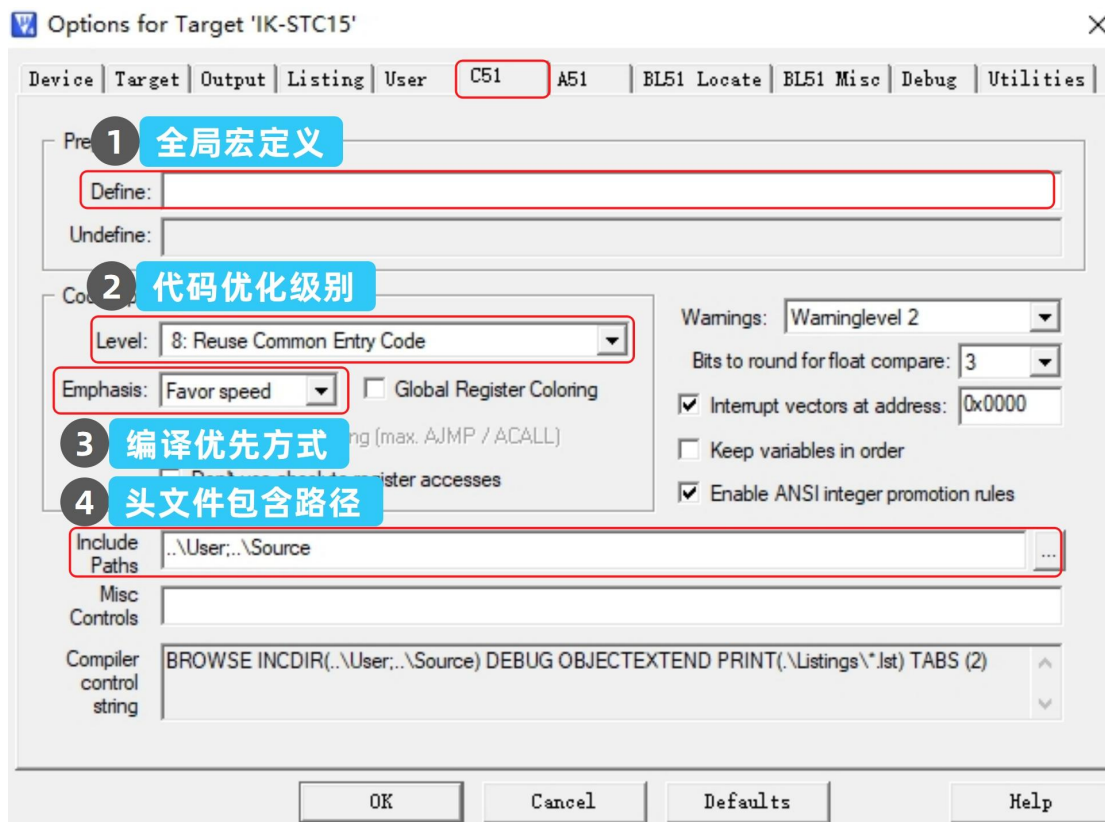 Options for Target 'IK-STC15'
Device Target Output Listing User C51 A51 BL51 Locate BL51 Misc Debug Utilities
Pre
1 全局宏定义
Define:
Undefine:
2 代码优化级别
Level: 8: Reuse Common Entry Code
Emphasis: Favor speed Global Register Coloring
3 编译优先方式
(max. AJMP / ACALL)
register accesses
4 头文件包含路径
Warnings: Warninglevel 2
Bits to round for float compare: 3
Interrupt vectors at address: 0x0000
Keep variables in order
Enable ANSI integer promotion rules
Include
Paths
..\User;..\Source
...
Misc
Controls
Compiler
control
string
BROWSE INCDIR(..\User;..\Source) DEBUG OBJECTEXTEND PRINT(.\Listings\*.lst) TABS (2)
OK Cancel Defaults Help